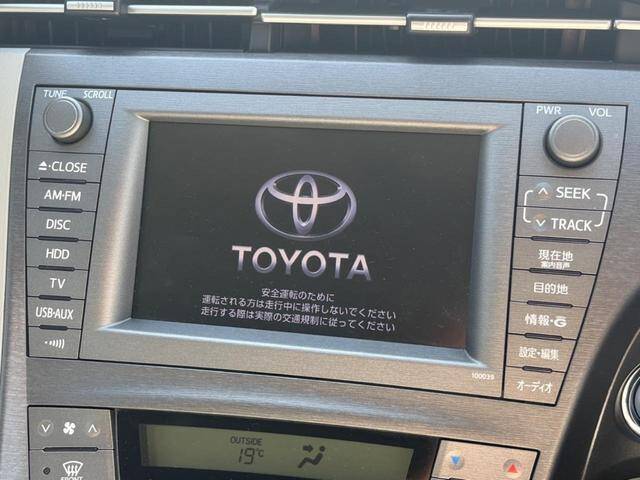 TUNE SCROLL
⏏·CLOSE
AM·FM
DISC
HDD
TV
USB·AUX
TOYOTA
安全運転のために
運転される方は走行中に操作しないでください
走行する際は実際の交通規制に従ってください
PWR VOL
SEEK
TRACK
現在地
案内音声
目的地
情報·G
設定·編集
オーディオ
100039
OUTSIDE
19℃
FRONT